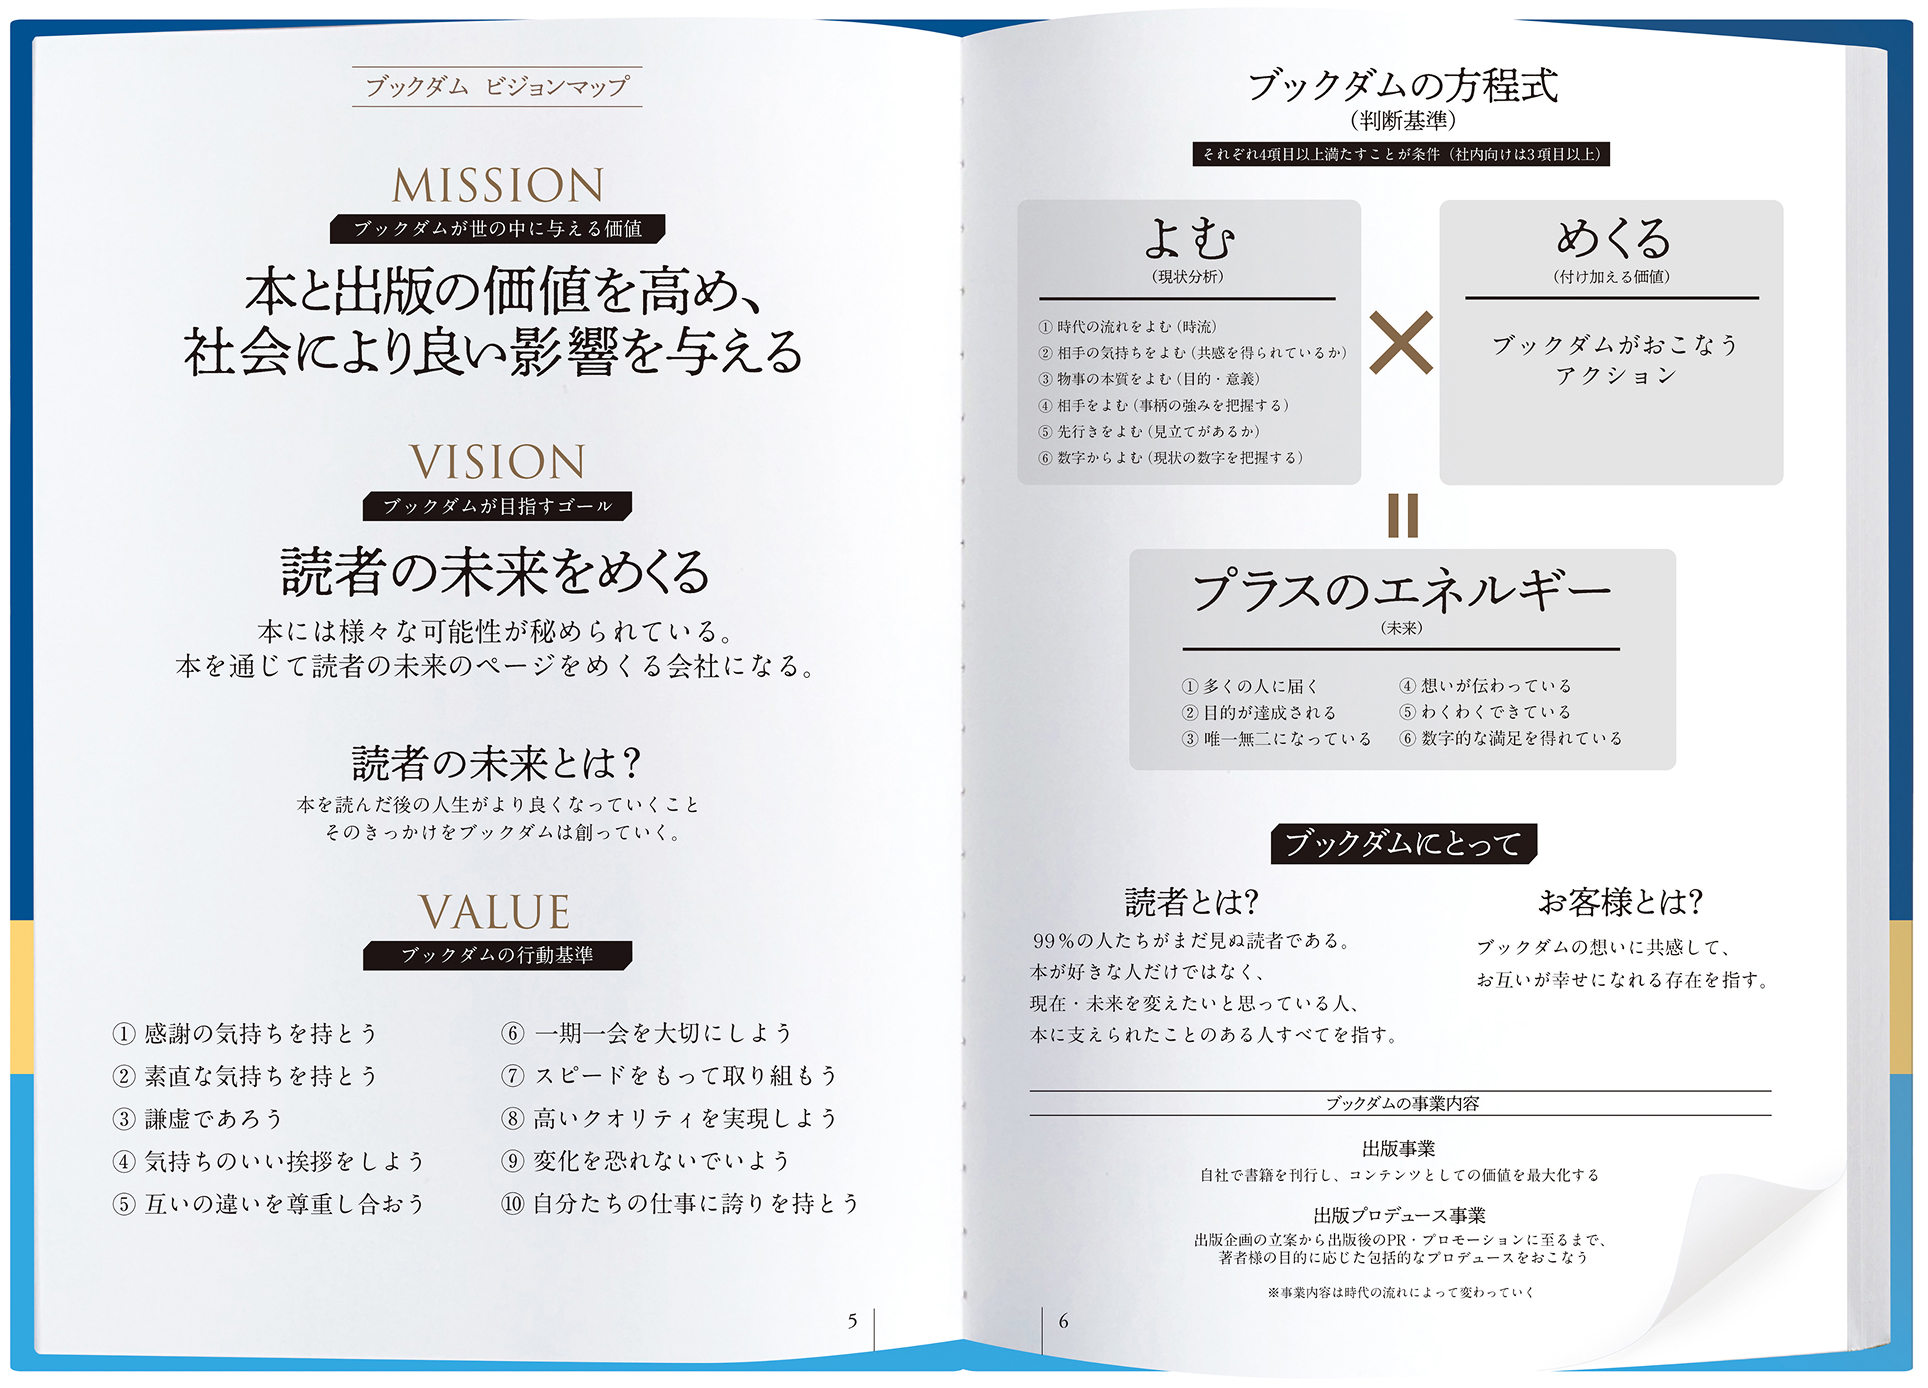 ブックダム ビジョンマップ
MISSION
ブックダムが世の中に与える価値
本と出版の価値を高め、
社会により良い影響を与える
VISION
ブックダムが目指すゴール
読者の未来をめくる
本には様々な可能性が秘められている。
本を通じて読者の未来のページをめくる会社になる。
読者の未来とは？
本を読んだ後の人生がより良くなっていくこと
そのきっかけをブックダムは創っていく。
VALUE
ブックダムの行動基準
① 感謝の気持ちを持とう
② 素直な気持ちを持とう
③ 謙虚であろう
④ 気持ちのいい挨拶をしよう
⑤ 互いの違いを尊重し合おう
⑥ 一期一会を大切にしよう
⑦ スピードをもって取り組もう
⑧ 高いクオリティを実現しよう
⑨ 変化を恐れないでいよう
⑩ 自分たちの仕事に誇りを持とう
5
ブックダムの方程式
（判断基準）
それぞれ4項目以上満たすことが条件（社内向けは3項目以上）
よむ
（現状分析）
① 時代の流れをよむ（時流）
② 相手の気持ちをよむ（共感を得られているか）
③ 物事の本質をよむ（目的・意義）
④ 相手をよむ（事柄の強みを把握する）
⑤ 先行きをよむ（見立てがあるか）
⑥ 数字からよむ（現状の数字を把握する）
×
めくる
（付け加える価値）
ブックダムがおこなう
アクション
=
プラスのエネルギー
（未来）
① 多くの人に届く
② 目的が達成される
③ 唯一無二になっている
④ 想いが伝わっている
⑤ わくわくできている
⑥ 数字的な満足を得れている
ブックダムにとって
読者とは？
99％の人たちがまだ見ぬ読者である。
本が好きな人だけではなく、
現在・未来を変えたいと思っている人、
本に支えられたことのある人すべてを指す。
お客様とは？
ブックダムの想いに共感して、
お互いが幸せになれる存在を指す。
ブックダムの事業内容
出版事業
自社で書籍を刊行し、コンテンツとしての価値を最大化する
出版プロデュース事業
出版企画の立案から出版後のPR・プロモーションに至るまで、
著者様の目的に応じた包括的なプロデュースをおこなう
※事業内容は時代の流れによって変わっていく
6